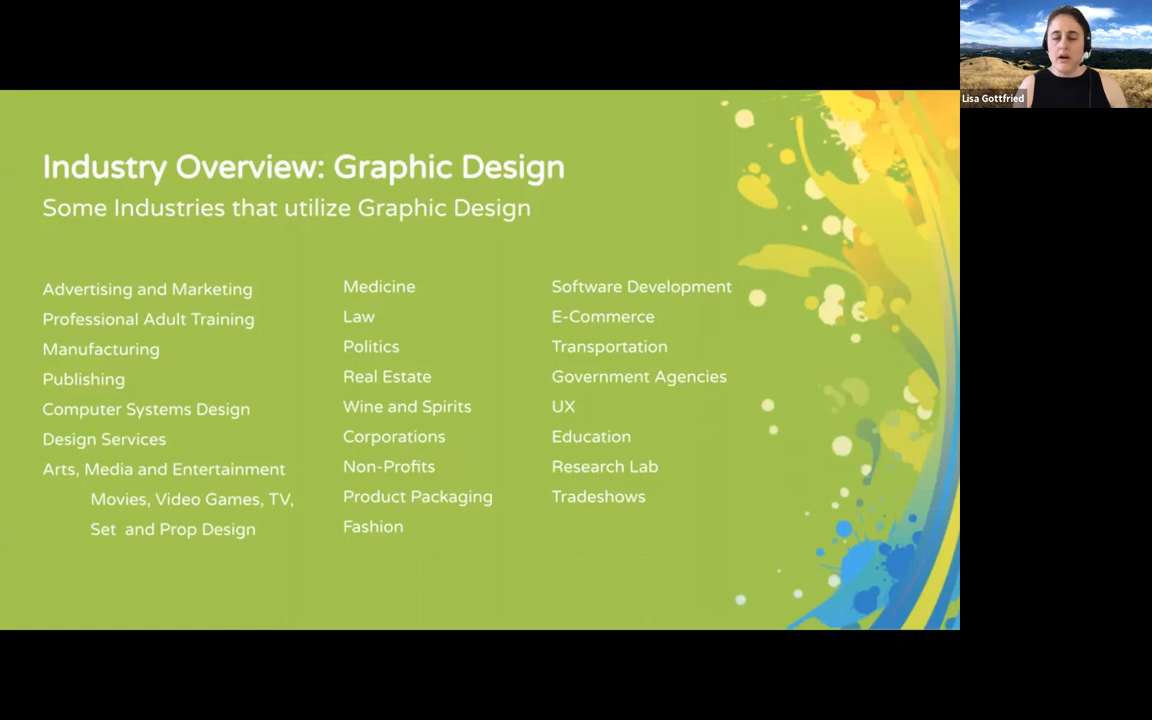 Industry Overview: Graphic Design
Some Industries that utilize Graphic Design
Advertising and Marketing
Professional Adult Training
Manufacturing
Publishing
Computer Systems Design
Design Services
Arts, Media and Entertainment
Movies, Video Games, TV,
Set and Prop Design
Medicine
Law
Politics
Real Estate
Wine and Spirits
Corporations
Non-Profits
Product Packaging
Fashion
Software Development
E-Commerce
Transportation
Government Agencies
UX
Education
Research Lab
Tradeshows
Lisa Gottfried